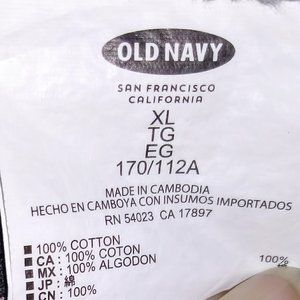 OLD NAVY
SAN FRANCISCO
CALIFORNIA
XL
TG
EG
170/112A
MADE IN CAMBODIA
HECHO EN CAMBOYA CON INSUMOS IMPORTADOS
RN 54023 CA 17897
■ 100% COTTON
■ CA : 100% COTON
■ MX : 100% ALGODON
■ JP : 綿 100%
■ CN : 100%